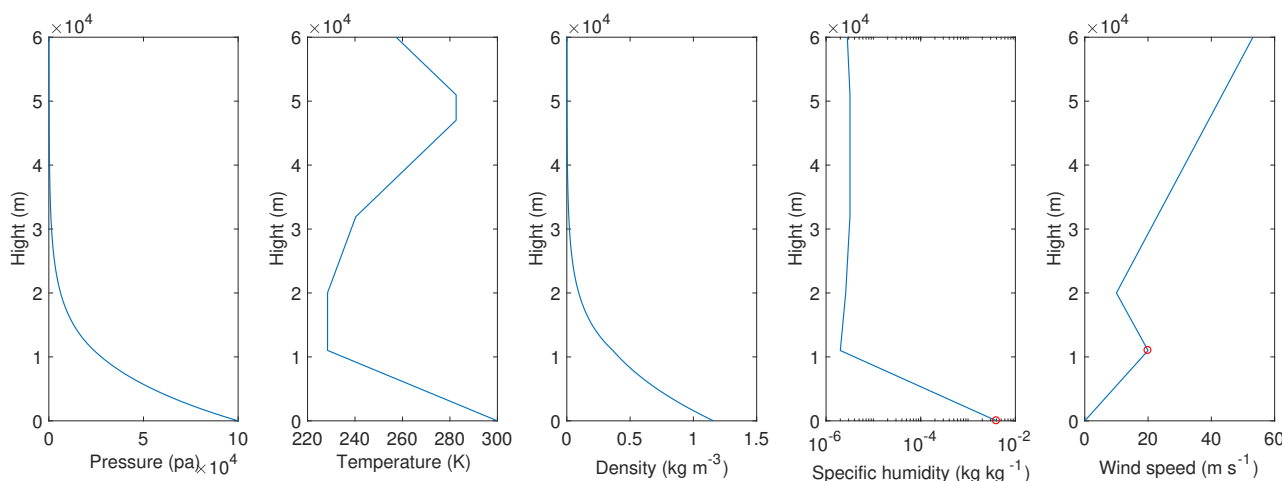 ×10⁴ ×10⁴ ×10⁴ ×10⁴ ×10⁴
6 6 6 6 6
5 5 5 5 5
Hight (m) Hight (m) Hight (m) Hight (m) Hight (m)
4 4 4 4 4
3 3 3 3 3
2 2 2 2 2
1 1 1 1 1
0 0 0 0 0
0 5 10 220 240 260 280 300 0 0.5 1 1.5 10⁻⁶ 10⁻⁴ 10⁻² 0 20 40 60
Pressure (pa) ×10⁴ Temperature (K) Density (kg m⁻³) Specific humidity (kg kg⁻¹) Wind speed (m s⁻¹)